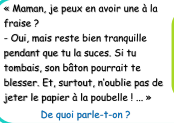 « Maman, je peux en avoir une à la
fraise ?
- Oui, mais reste bien tranquille
pendant que tu la suces. Si tu
tombais, son bâton pourrait te
blesser. Et, surtout, n'oublie pas de
jeter le papier à la poubelle ! ... »
De quoi parle-t-on ?